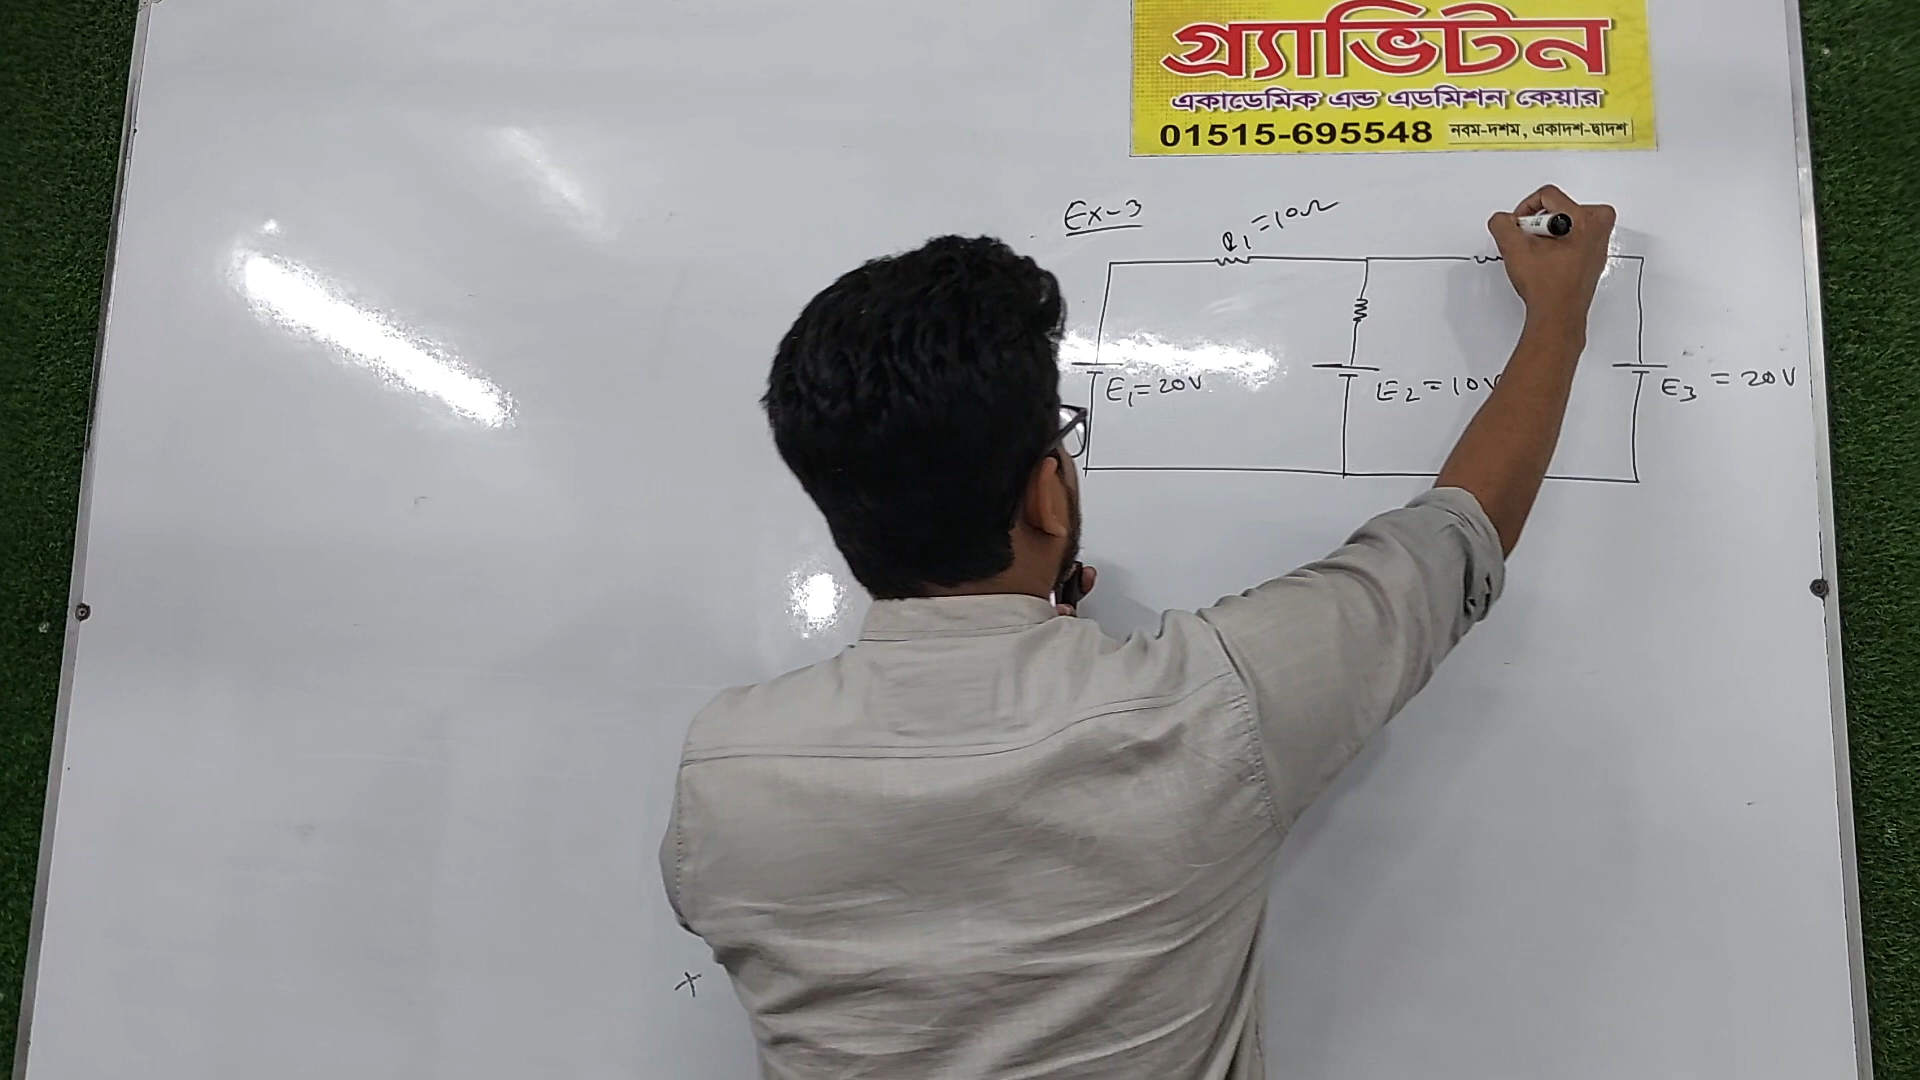 গ্র্যাভিটন
একাডেমিক এন্ড এডমিশন কেয়ার
01515-695548 নবম-দশম, একাদশ-দ্বাদশ
Ex-3
R₁ = 10Ω
E₁ = 20V
E₂ = 10V
E₃ = 20V
x